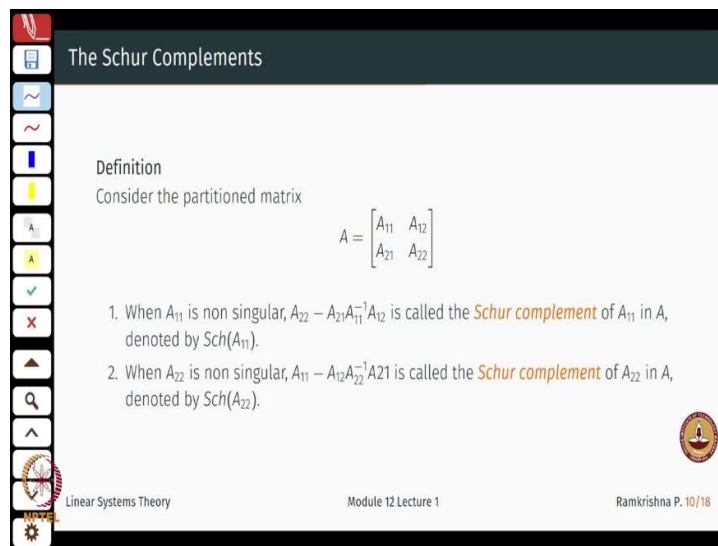 The Schur Complements
Definition
Consider the partitioned matrix
A = [A₁₁ A₁₂
A₂₁ A₂₂]
1. When A₁₁ is non singular, A₂₂ − A₂₁A₁₁⁻¹A₁₂ is called the Schur complement of A₁₁ in A,
denoted by Sch(A₁₁).
2. When A₂₂ is non singular, A₁₁ − A₁₂A₂₂⁻¹A21 is called the Schur complement of A₂₂ in A,
denoted by Sch(A₂₂).
A
A
NPTEL
Linear Systems Theory
Module 12 Lecture 1
Ramkrishna P. 10/18